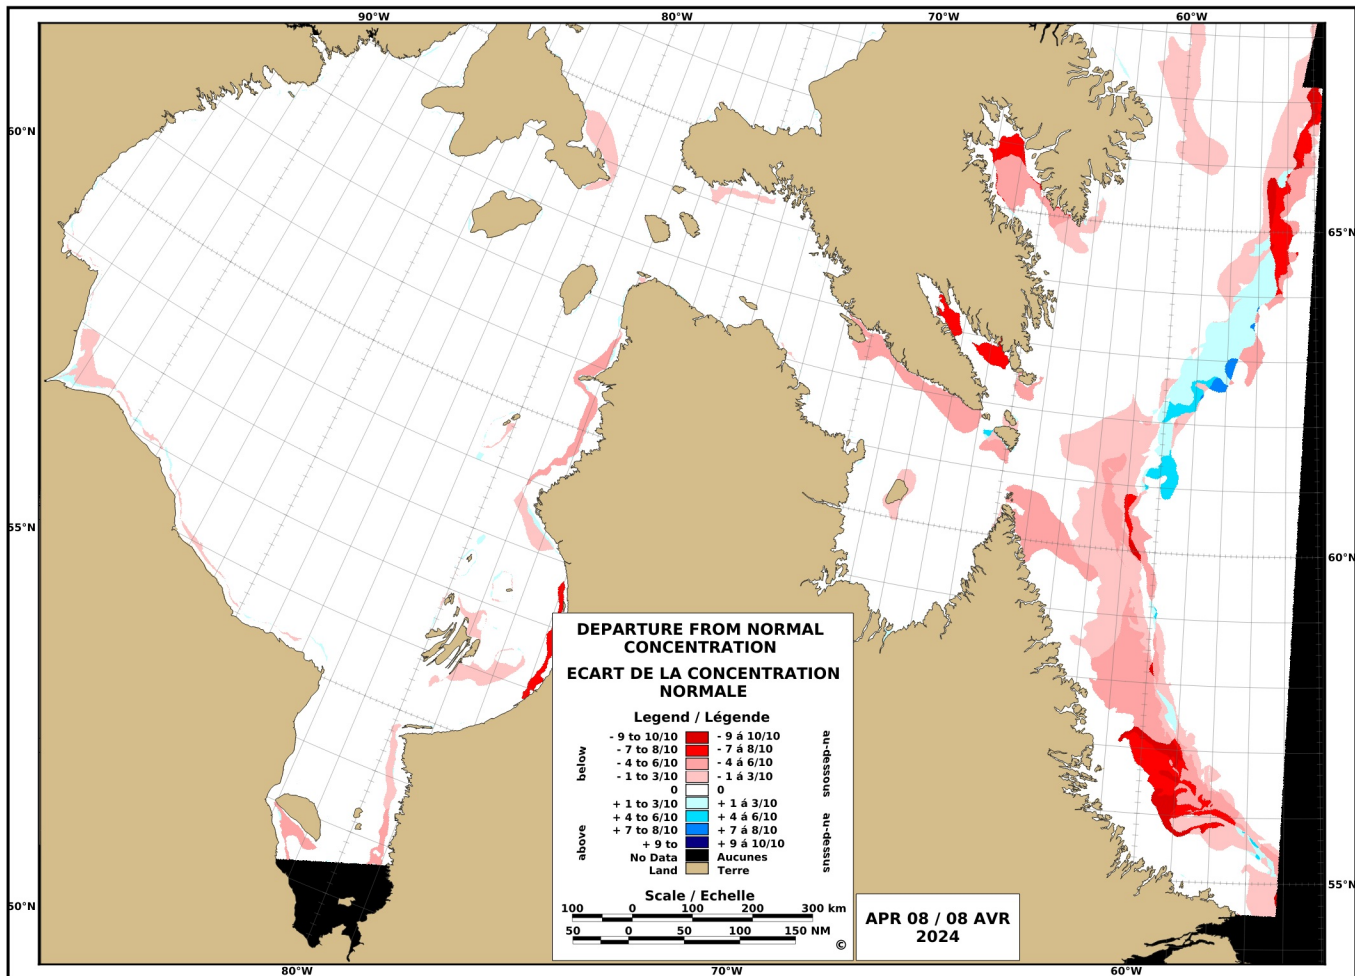 90°W 80°W 70°W 60°W
60°N
65°N
55°N
60°N
50°N
55°N
80°W 70°W 60°W
DEPARTURE FROM NORMAL
CONCENTRATION
ECART DE LA CONCENTRATION
NORMALE
Legend / Légende
- 9 to 10/10 - 9 á 10/10
- 7 to 8/10 - 7 á 8/10
- 4 to 6/10 - 4 á 6/10
- 1 to 3/10 - 1 á 3/10
0 0
+ 1 to 3/10 + 1 á 3/10
+ 4 to 6/10 + 4 á 6/10
+ 7 to 8/10 + 7 á 8/10
+ 9 to + 9 á 10/10
No Data Aucunes
Land Terre
below
above
au-dessous
au-dessus
Scale / Echelle
100 0 100 200 300 km
50 0 50 100 150 NM
©
APR 08 / 08 AVR
2024